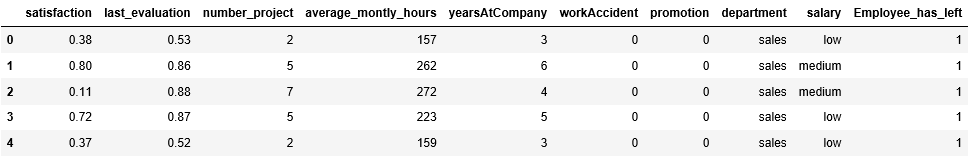 satisfaction last_evaluation number_project average_montly_hours yearsAtCompany workAccident promotion department salary Employee_has_left
0 0.38 0.53 2 157 3 0 0 sales low 1
1 0.80 0.86 5 262 6 0 0 sales medium 1
2 0.11 0.88 7 272 4 0 0 sales medium 1
3 0.72 0.87 5 223 5 0 0 sales low 1
4 0.37 0.52 2 159 3 0 0 sales low 1